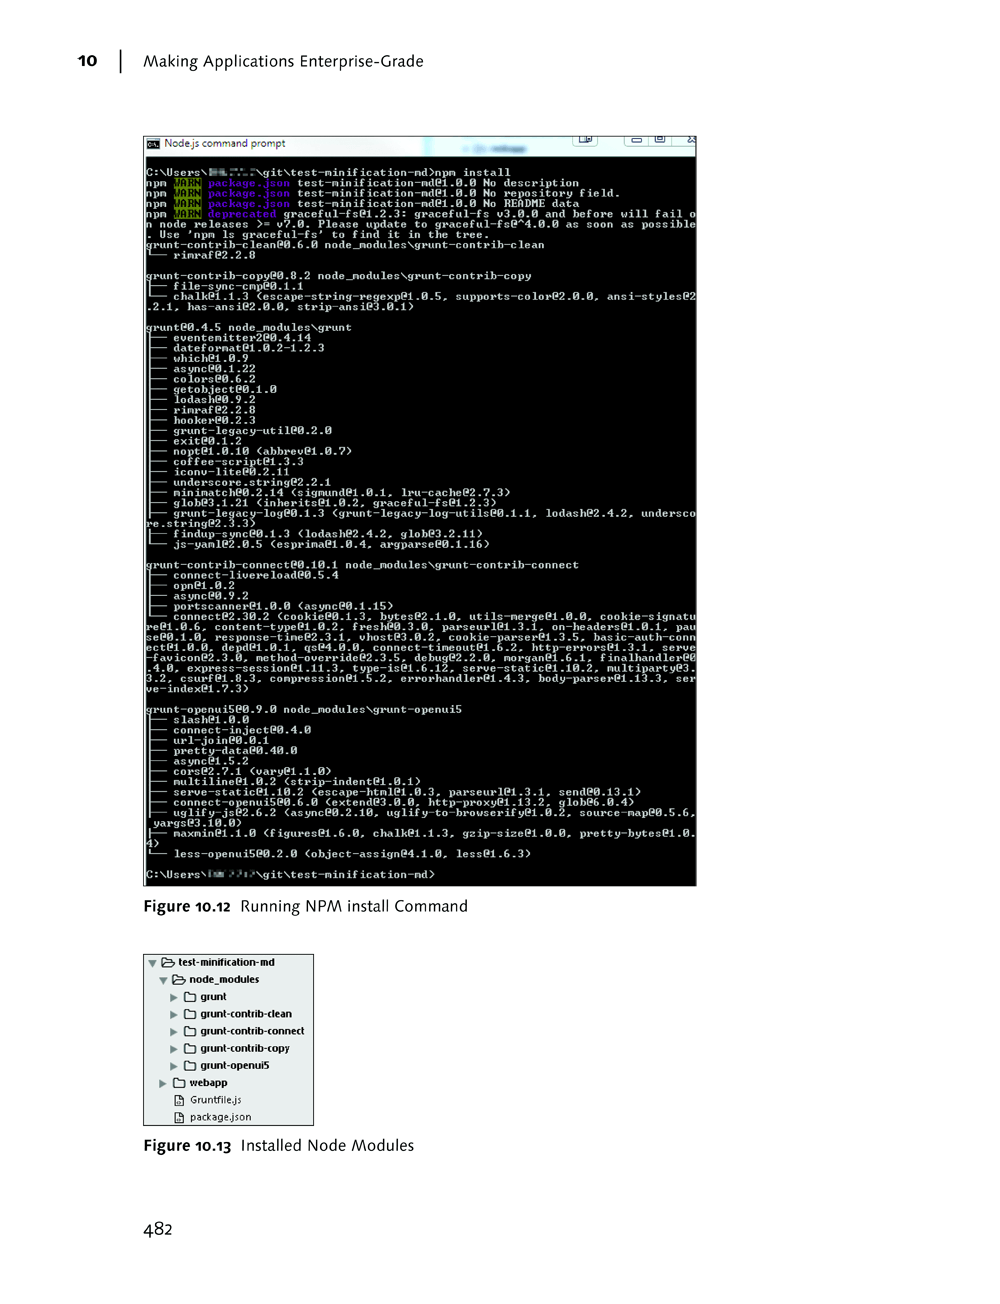 10 Making Applications Enterprise-Grade
Node.js command prompt
C:\Users\ \git\test-minification-md>npm install
npm WARN package.json test-minification-md@1.0.0 No description
npm WARN package.json test-minification-md@1.0.0 No repository field.
npm WARN package.json test-minification-md@1.0.0 No README data
npm WARN deprecated graceful-fs@1.2.3: graceful-fs v3.0.0 and before will fail o
n node releases >= v7.0. Please update to graceful-fs@^4.0.0 as soon as possible
. Use 'npm ls graceful-fs' to find it in the tree.
grunt-contrib-clean@0.6.0 node_modules\grunt-contrib-clean
└── rimraf@2.2.8
grunt-contrib-copy@0.8.2 node_modules\grunt-contrib-copy
├── file-sync-cmp@0.1.1
└── chalk@1.1.3 (escape-string-regexp@1.0.5, supports-color@2.0.0, ansi-styles@2
.2.1, has-ansi@2.0.0, strip-ansi@3.0.1)
grunt@0.4.5 node_modules\grunt
├── eventemitter2@0.4.14
├── dateformat@1.0.2-1.2.3
├── which@1.0.9
├── async@0.1.22
├── colors@0.6.2
├── getobject@0.1.0
├── lodash@0.9.2
├── rimraf@2.2.8
├── hooker@0.2.3
├── grunt-legacy-util@0.2.0
├── exit@0.1.2
├── nopt@1.0.10 (abbrev@1.0.7)
├── coffee-script@1.3.3
├── iconv-lite@0.2.11
├── underscore.string@2.2.1
├── minimatch@0.2.14 (sigmund@1.0.1, lru-cache@2.7.3)
├── glob@3.1.21 (inherits@1.0.2, graceful-fs@1.2.3)
├── grunt-legacy-log@0.1.3 (grunt-legacy-log-utils@0.1.1, lodash@2.4.2, undersco
re.string@2.3.3)
├── findup-sync@0.1.3 (lodash@2.4.2, glob@3.2.11)
└── js-yaml@2.0.5 (esprima@1.0.4, argparse@0.1.16)
grunt-contrib-connect@0.10.1 node_modules\grunt-contrib-connect
├── connect-livereload@0.5.4
├── opn@1.0.2
├── async@0.9.2
├── portscanner@1.0.0 (async@0.1.15)
└── connect@2.30.2 (cookie@0.1.3, bytes@2.1.0, utils-merge@1.0.0, cookie-signatu
re@1.0.6, content-type@1.0.2, fresh@0.3.0, parseurl@1.3.1, on-headers@1.0.1, pau
se@0.1.0, response-time@2.3.1, vhost@3.0.2, cookie-parser@1.3.5, basic-auth-conn
ect@1.0.0, depd@1.0.1, qs@4.0.0, connect-timeout@1.6.2, http-errors@1.3.1, serve
-favicon@2.3.0, method-override@2.3.5, debug@2.2.0, morgan@1.6.1, finalhandler@0
.4.0, express-session@1.11.3, type-is@1.6.12, serve-static@1.10.2, multiparty@3.
3.2, csurf@1.8.3, compression@1.5.2, errorhandler@1.4.3, body-parser@1.13.3, ser
ve-index@1.7.3)
grunt-openui5@0.9.0 node_modules\grunt-openui5
├── slash@1.0.0
├── connect-inject@0.4.0
├── url-join@0.0.1
├── pretty-data@0.40.0
├── async@1.5.2
├── cors@2.7.1 (vary@1.1.0)
├── multiline@1.0.2 (strip-indent@1.0.1)
├── serve-static@1.10.2 (escape-html@1.0.3, parseurl@1.3.1, send@0.13.1)
├── connect-openui5@0.6.0 (extend@3.0.0, http-proxy@1.13.2, glob@6.0.4)
├── uglify-js@2.6.2 (async@0.2.10, uglify-to-browserify@1.0.2, source-map@0.5.6,
yargs@3.10.0)
├── maxmin@1.1.0 (figures@1.6.0, chalk@1.1.3, gzip-size@1.0.0, pretty-bytes@1.0.
4)
└── less-openui5@0.2.0 (object-assign@4.1.0, less@1.6.3)
C:\Users\ \git\test-minification-md>
Figure 10.12 Running NPM install Command
test-minification-md
node_modules
grunt
grunt-contrib-clean
grunt-contrib-connect
grunt-contrib-copy
grunt-openui5
webapp
Gruntfile.js
package.json
Figure 10.13 Installed Node Modules
482